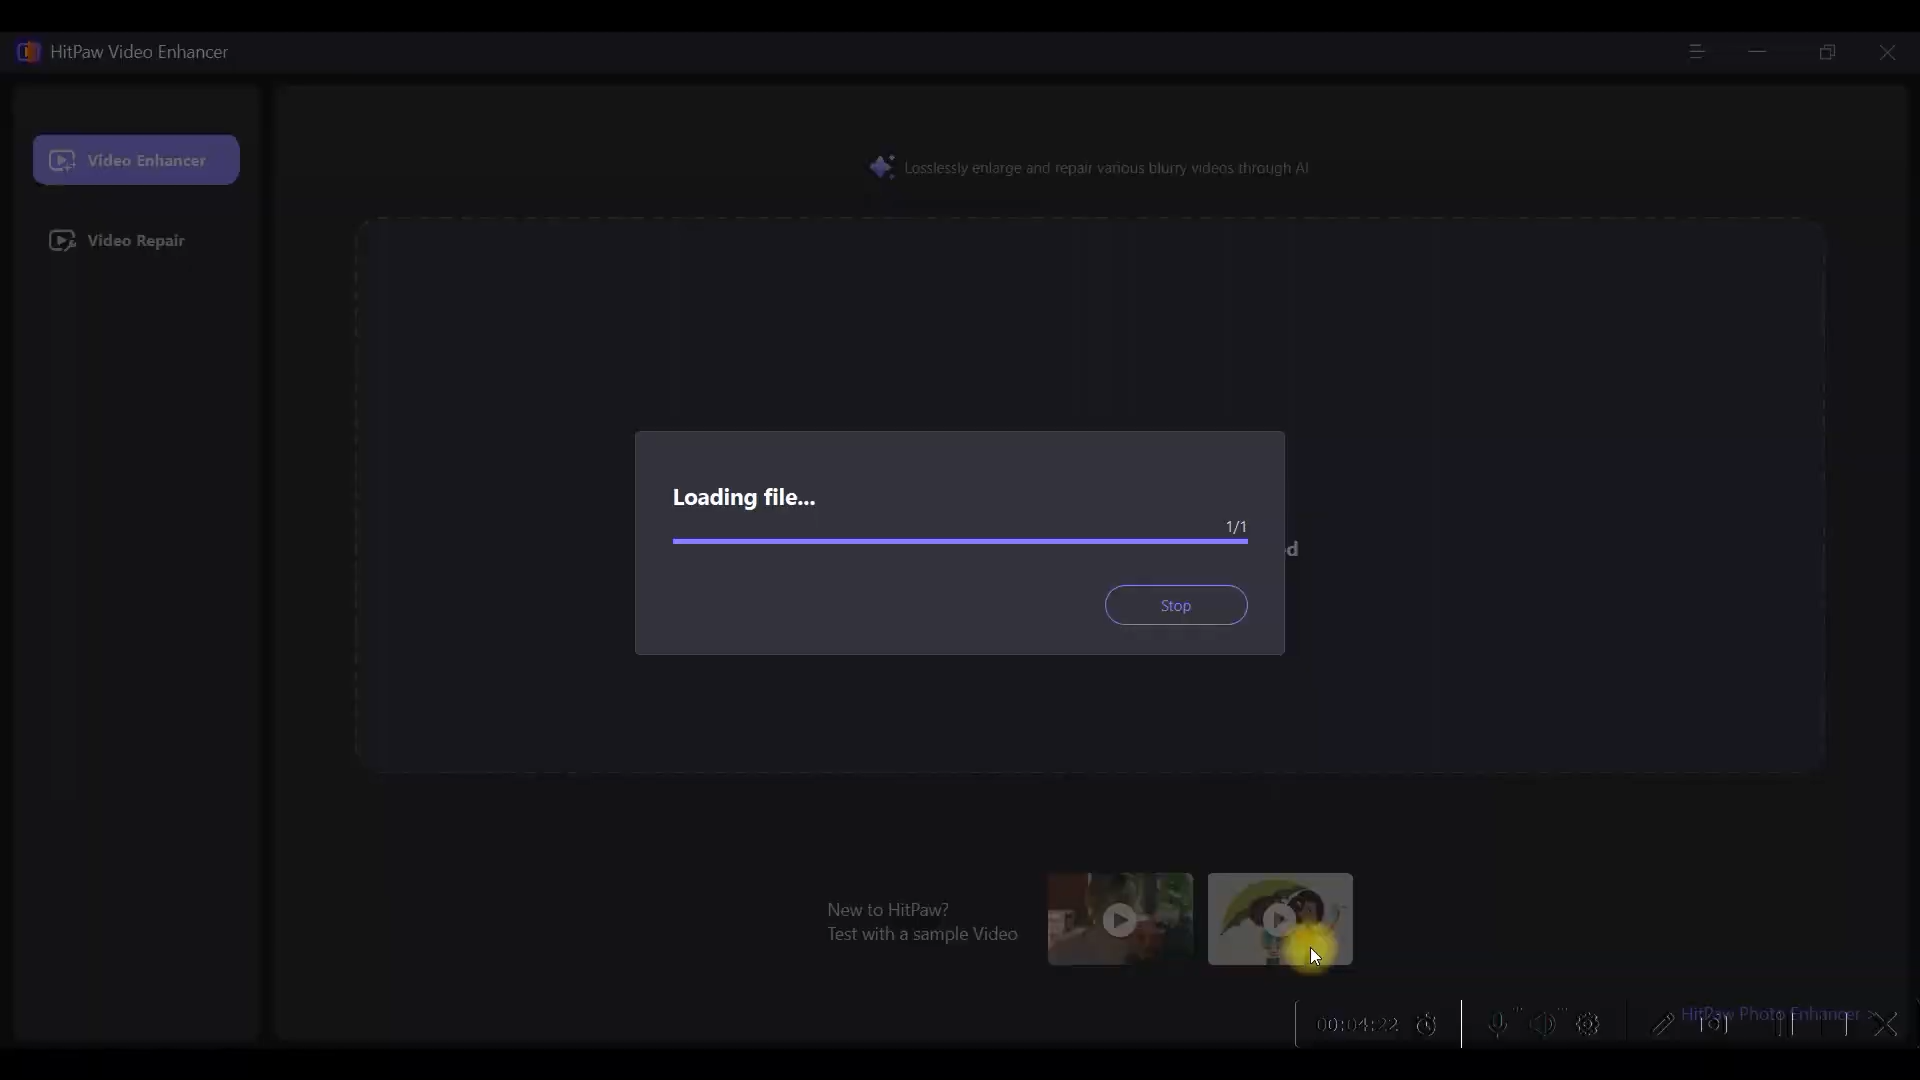 HitPaw Video Enhancer
Video Enhancer
Video Repair
Losslessly enlarge and repair various blurry videos through AI
Loading file...
1/1
Stop
New to HitPaw?
Test with a sample Video
HitPaw Photo Enhancer >
00:04:22